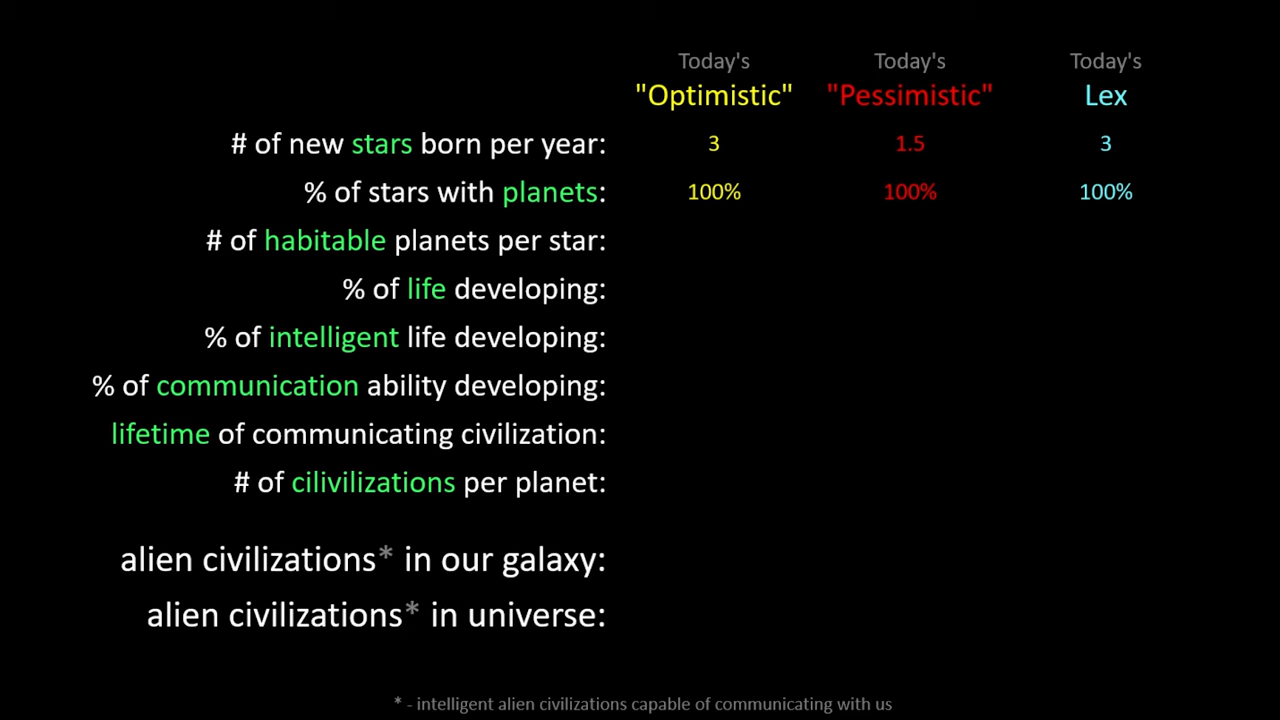 Today's Today's Today's
"Optimistic" "Pessimistic" Lex
# of new stars born per year: 3 1.5 3
% of stars with planets: 100% 100% 100%
# of habitable planets per star:
% of life developing:
% of intelligent life developing:
% of communication ability developing:
lifetime of communicating civilization:
# of cilivilizations per planet:
alien civilizations* in our galaxy:
alien civilizations* in universe:
* - intelligent alien civilizations capable of communicating with us